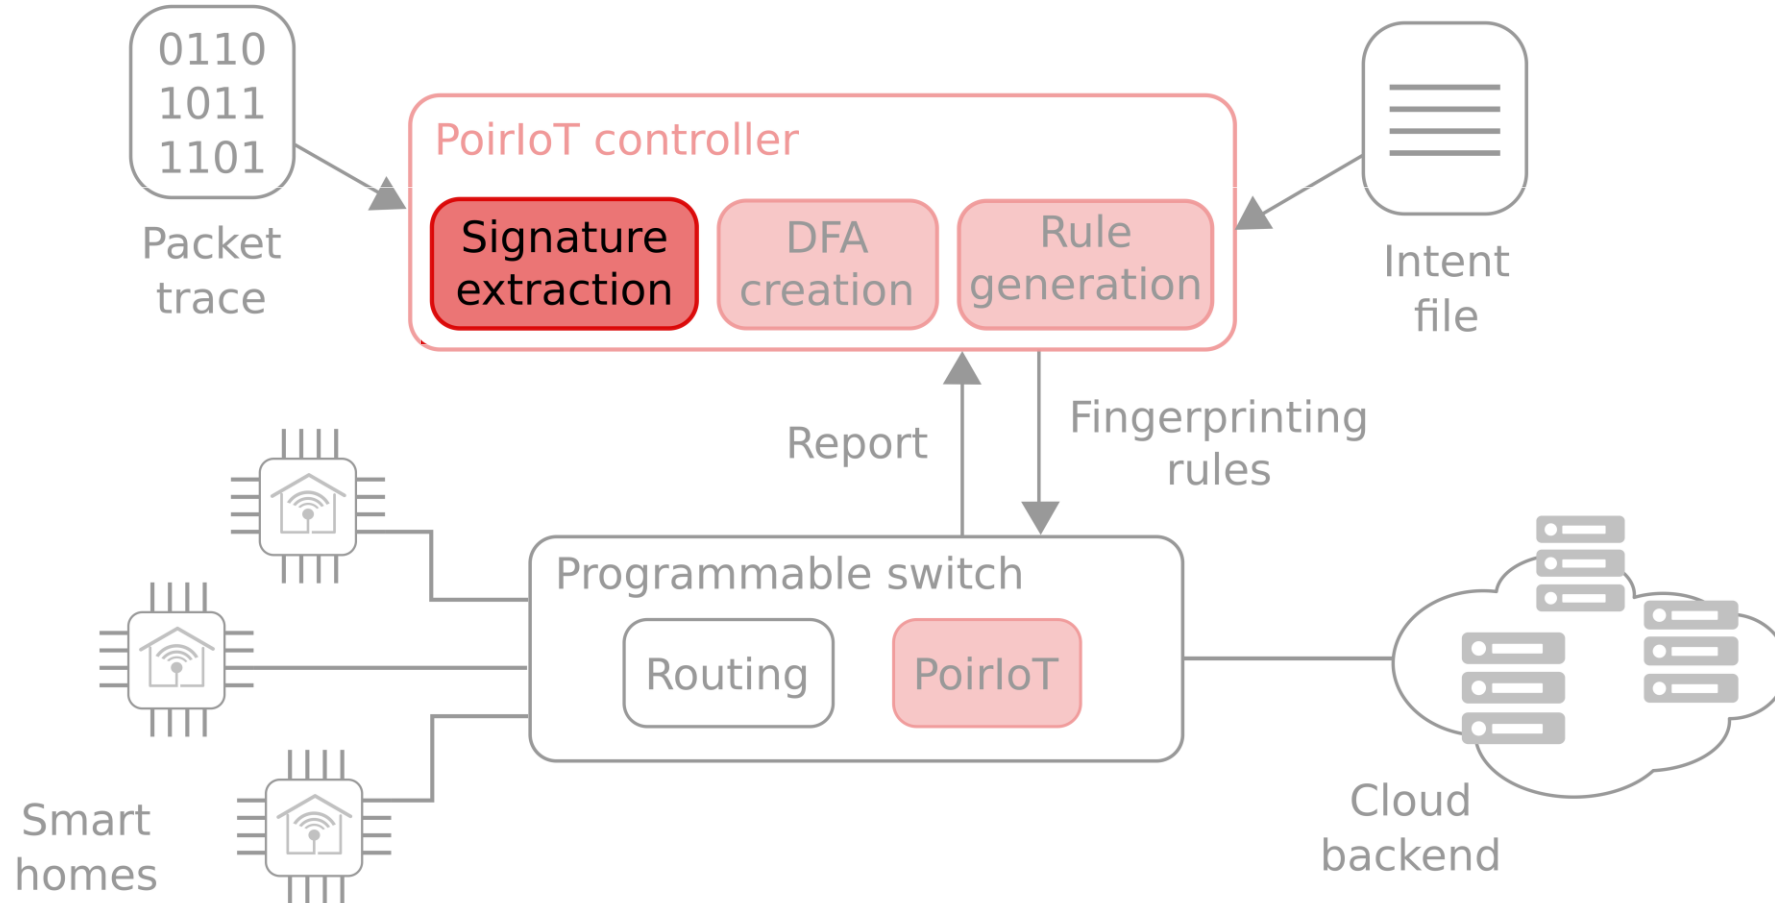 0110
1011
1101
Packet
trace
PoirIoT controller
Signature
extraction
DFA
creation
Rule
generation
Intent
file
Report
Fingerprinting
rules
Programmable switch
Routing
PoirIoT
Smart
homes
Cloud
backend